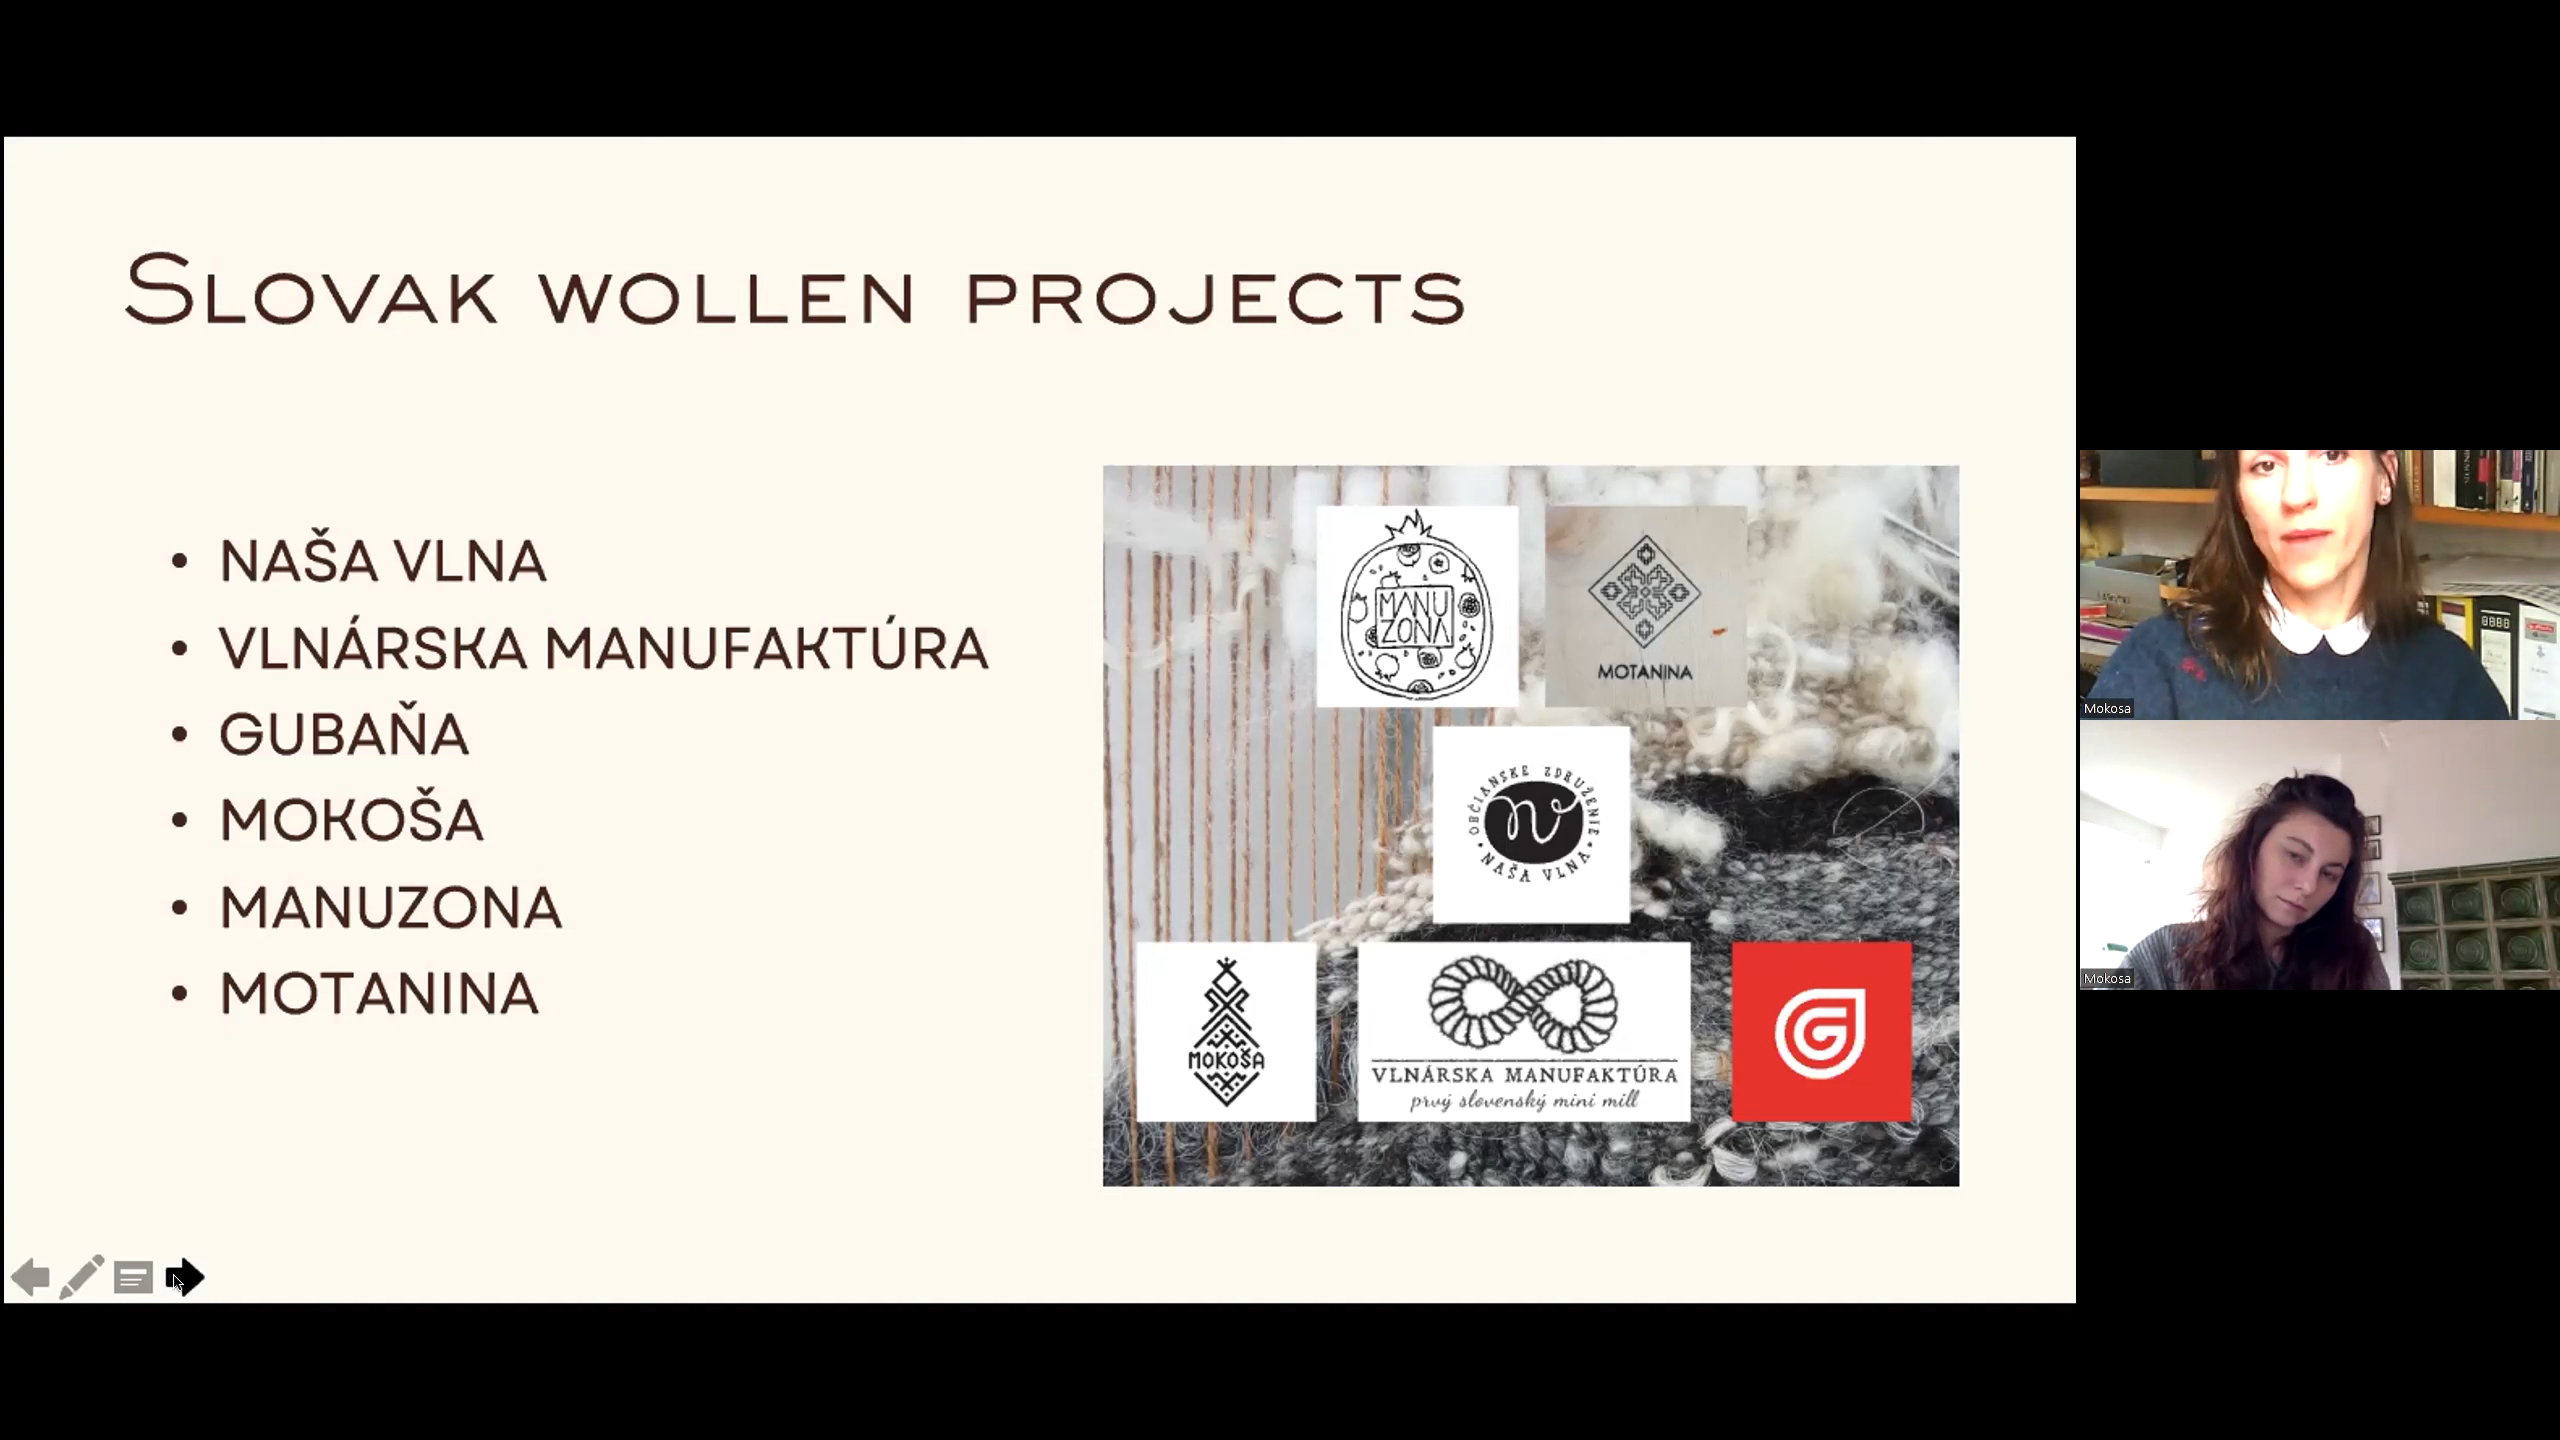 Slovak wollen projects
• NAŠA VLNA
• VLNÁRSKA MANUFAKTÚRA
• GUBAŇA
• MOKOŠA
• MANUZONA
• MOTANINA
MANU
ZONA
MOTANINA
OBČIANSKE ZDRUŽENIE
• NAŠA VLNA •
MOKOŠA
VLNÁRSKA MANUFAKTÚRA
prvý slovenský mini mill
G
Mokosa
Mokosa